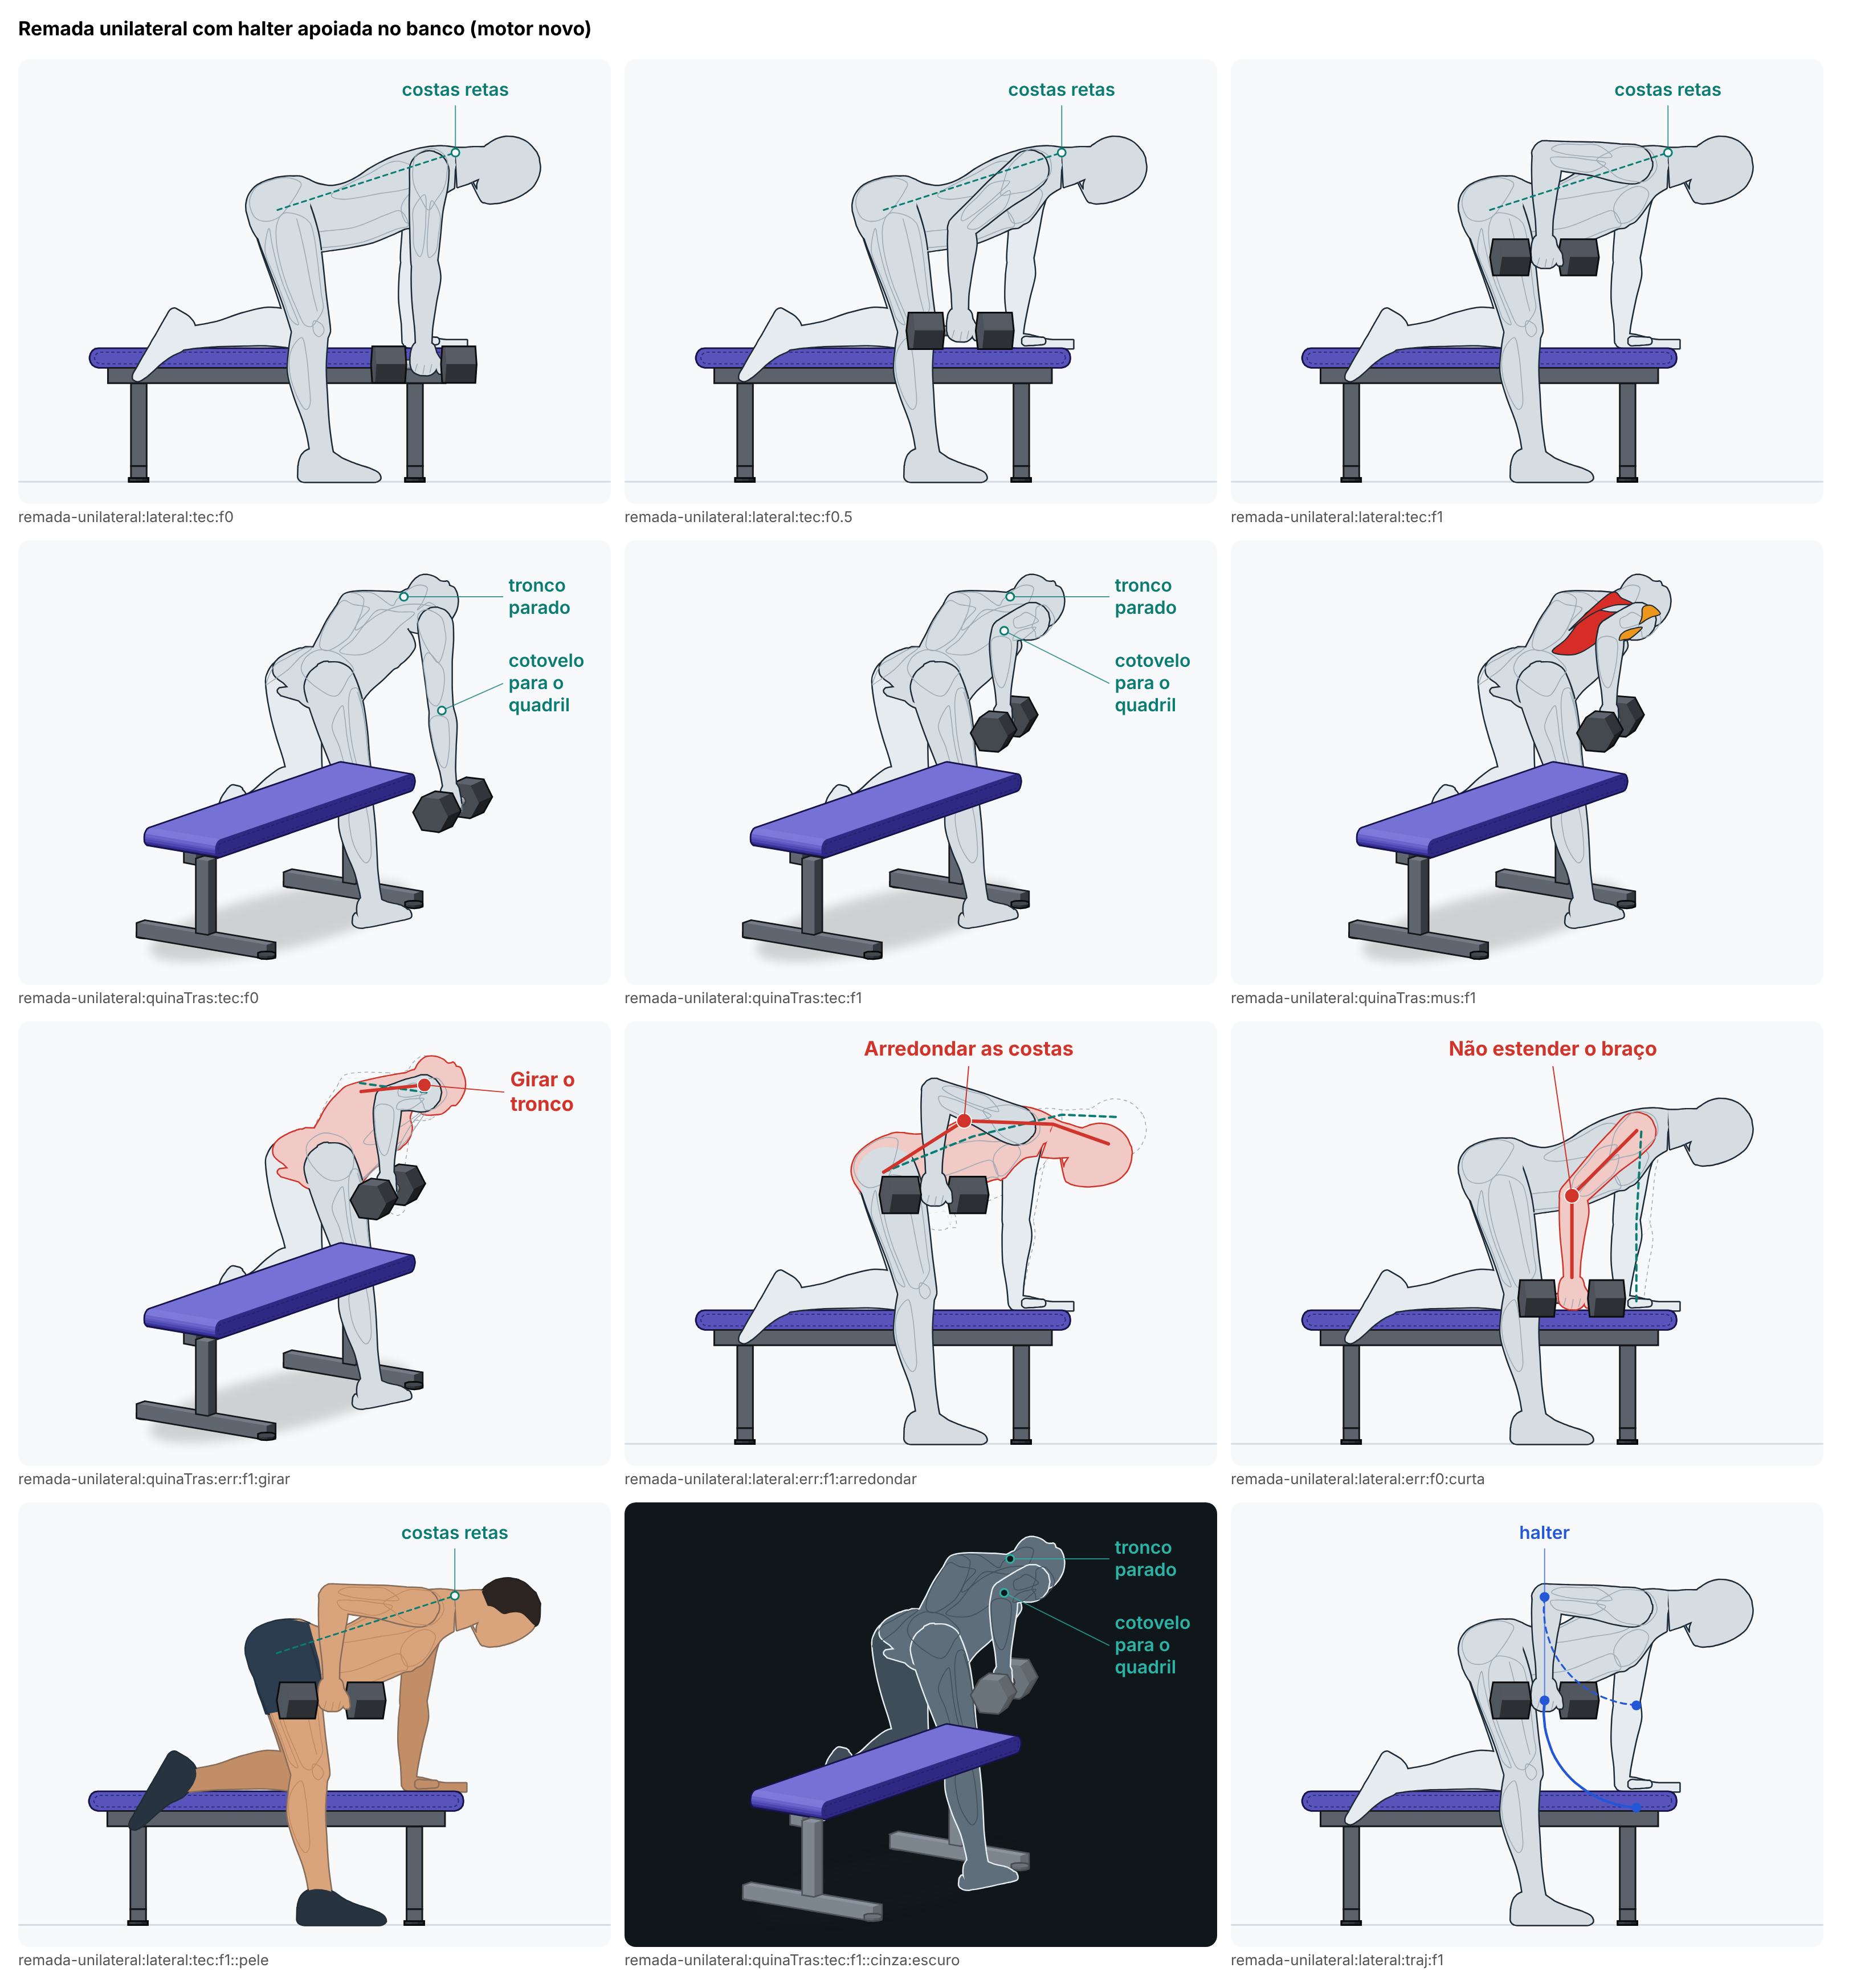 Remada unilateral com halter apoiada no banco (motor novo)
costas retas
costas retas
costas retas
remada-unilateral:lateral:tec:f0
remada-unilateral:lateral:tec:f0.5
remada-unilateral:lateral:tec:f1
tronco
parado
cotovelo
para o
quadril
tronco
parado
cotovelo
para o
quadril
remada-unilateral:quinaTras:tec:f0
remada-unilateral:quinaTras:tec:f1
remada-unilateral:quinaTras:mus:f1
Girar o
tronco
Arredondar as costas
Não estender o braço
remada-unilateral:quinaTras:err:f1:girar
remada-unilateral:lateral:err:f1:arredondar
remada-unilateral:lateral:err:f0:curta
costas retas
tronco
parado
cotovelo
para o
quadril
halter
remada-unilateral:lateral:tec:f1::pele
remada-unilateral:quinaTras:tec:f1::cinza:escuro
remada-unilateral:lateral:traj:f1